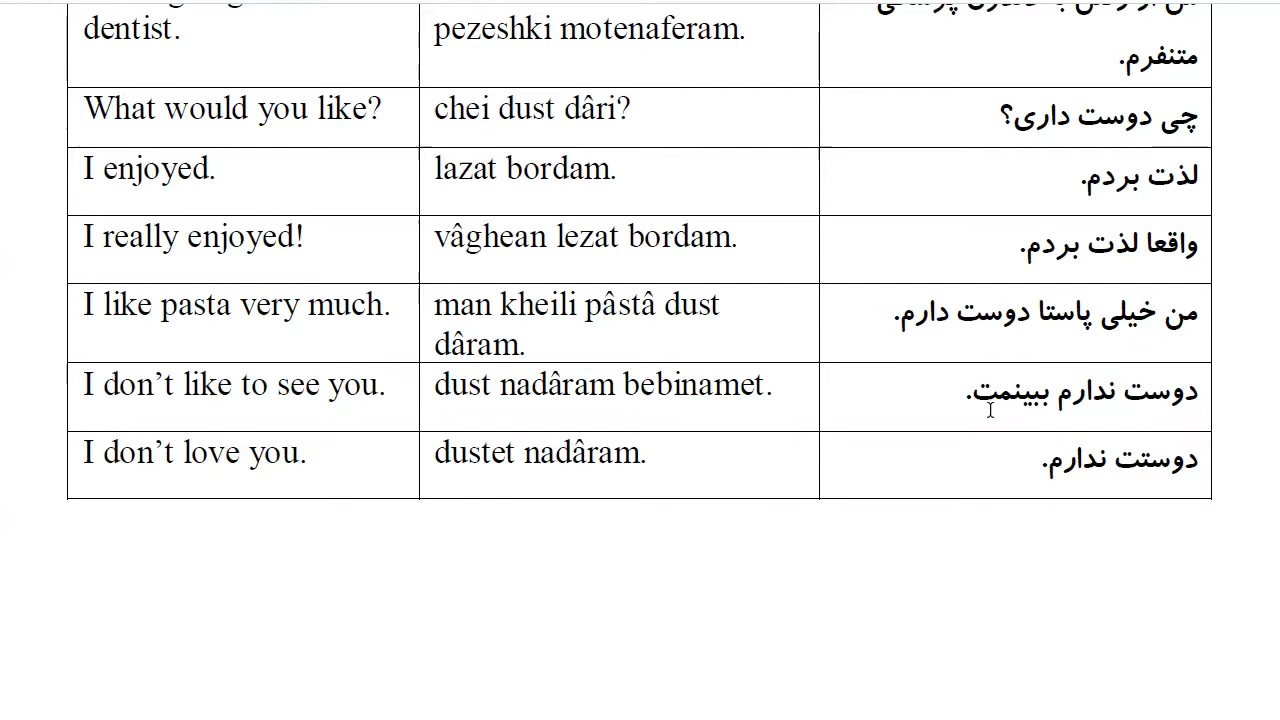 dentist.
pezeshki motenaferam.
متنفرم.
What would you like?
chei dust dâri?
چی دوست داری؟
I enjoyed.
lazat bordam.
لذت بردم.
I really enjoyed!
vâghean lezat bordam.
واقعا لذت بردم.
I like pasta very much.
man kheili pâstâ dust
dâram.
من خیلی پاستا دوست دارم.
I don’t like to see you.
dust nadâram bebinamet.
دوست ندارم ببینمت.
I don’t love you.
dustet nadâram.
دوستت ندارم.